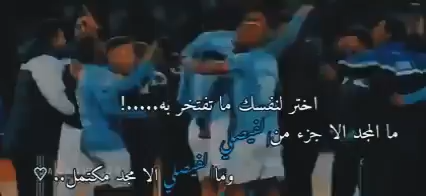 اختر لنفسك ما تفتخر به.....!
ما المجد الا جزء من الفيصلي
وما الفيصلي الا مجد مكتمل.. ♡